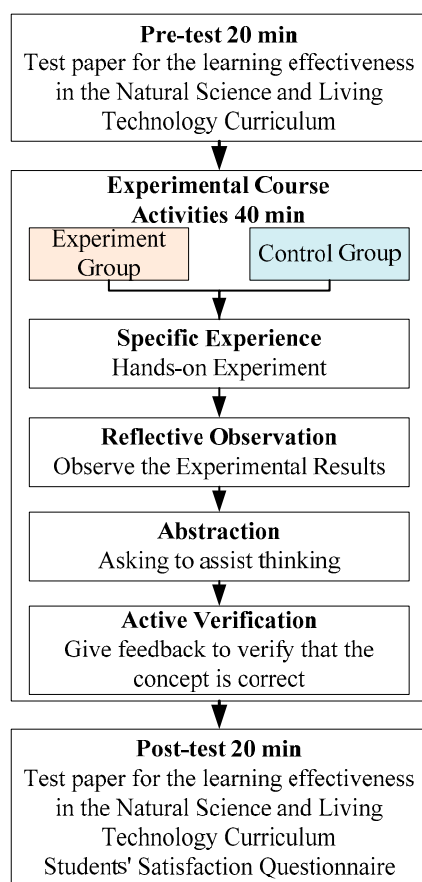 Pre-test 20 min
Test paper for the learning effectiveness
in the Natural Science and Living
Technology Curriculum
Experimental Course
Activities 40 min
Experiment
Group
Control Group
Specific Experience
Hands-on Experiment
Reflective Observation
Observe the Experimental Results
Abstraction
Asking to assist thinking
Active Verification
Give feedback to verify that the
concept is correct
Post-test 20 min
Test paper for the learning effectiveness
in the Natural Science and Living
Technology Curriculum
Students' Satisfaction Questionnaire